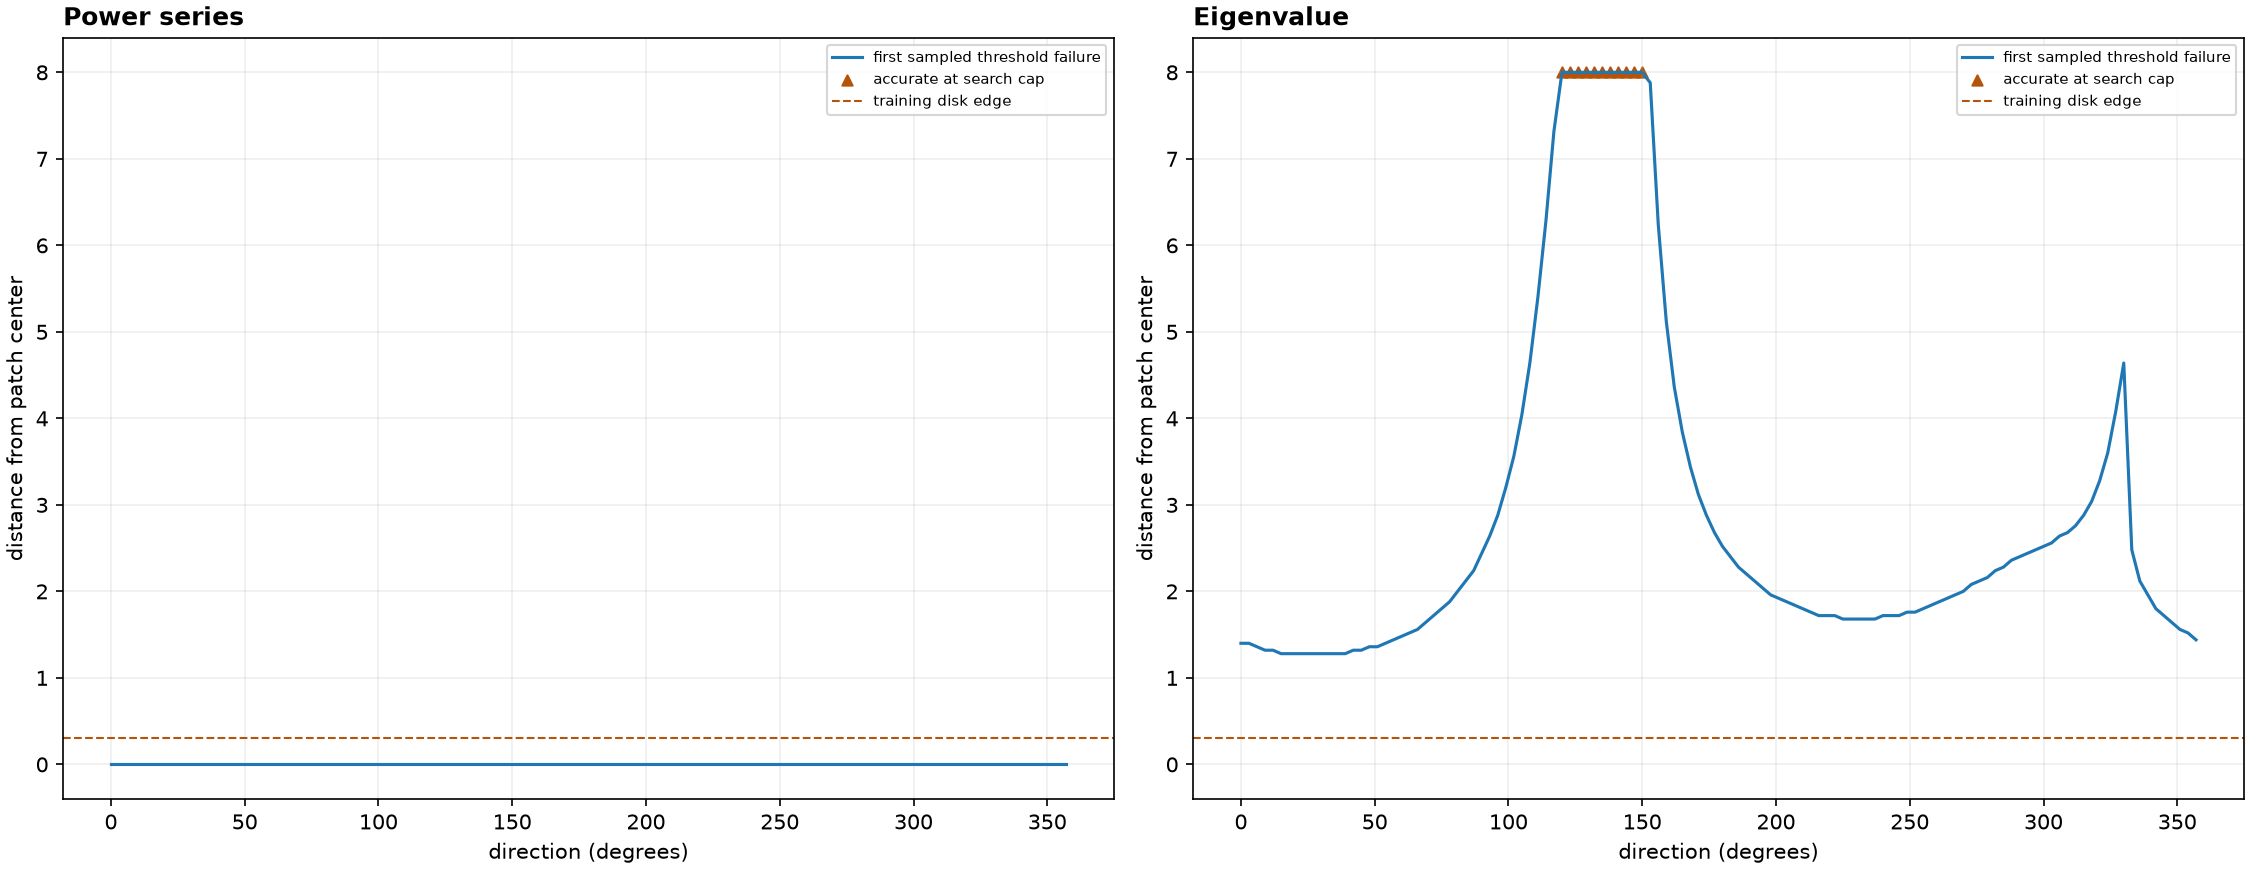 Power series
first sampled threshold failure
accurate at search cap
training disk edge
distance from patch center
8
7
6
5
4
3
2
1
0
0 50 100 150 200 250 300 350
direction (degrees)
Eigenvalue
first sampled threshold failure
accurate at search cap
training disk edge
distance from patch center
8
7
6
5
4
3
2
1
0
0 50 100 150 200 250 300 350
direction (degrees)